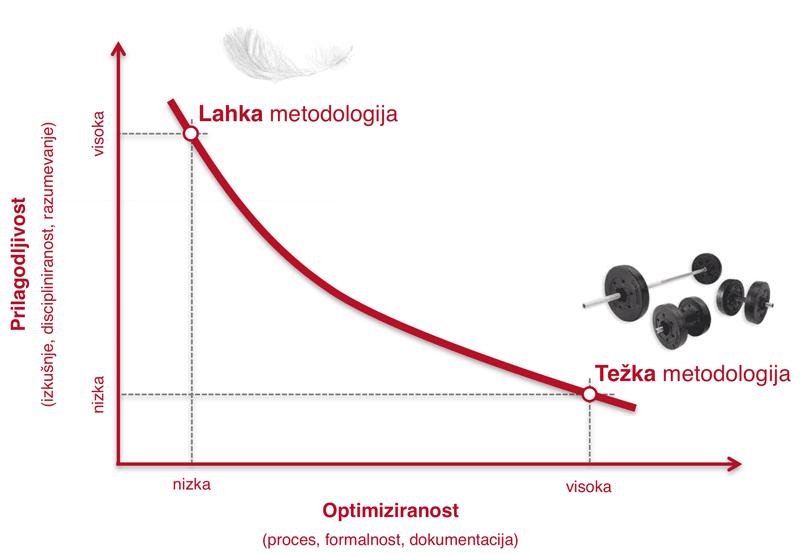 Lahka metodologija
visoka
Prilagodljivost
(izkušnje, discipliniranost, razumevanje)
nizka
Težka metodologija
nizka
visoka
Optimiziranost
(proces, formalnost, dokumentacija)